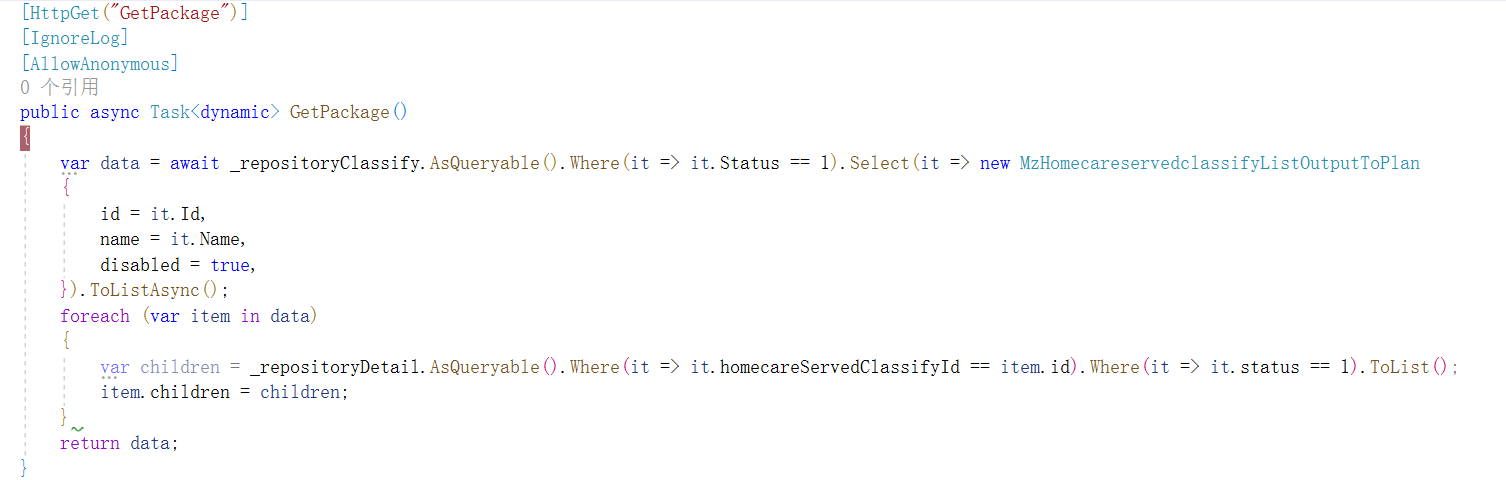 [HttpGet("GetPackage")]
[IgnoreLog]
[AllowAnonymous]
0 个引用
public async Task<dynamic> GetPackage()
{
var data = await _repositoryClassify.AsQueryable().Where(it => it.Status == 1).Select(it => new MzHomecareservedclassifyListOutputToPlan
{
id = it.Id,
name = it.Name,
disabled = true,
}).ToListAsync();
foreach (var item in data)
{
var children = _repositoryDetail.AsQueryable().Where(it => it.homecareServedClassifyId == item.id).Where(it => it.status == 1).ToList();
item.children = children;
}
return data;
}